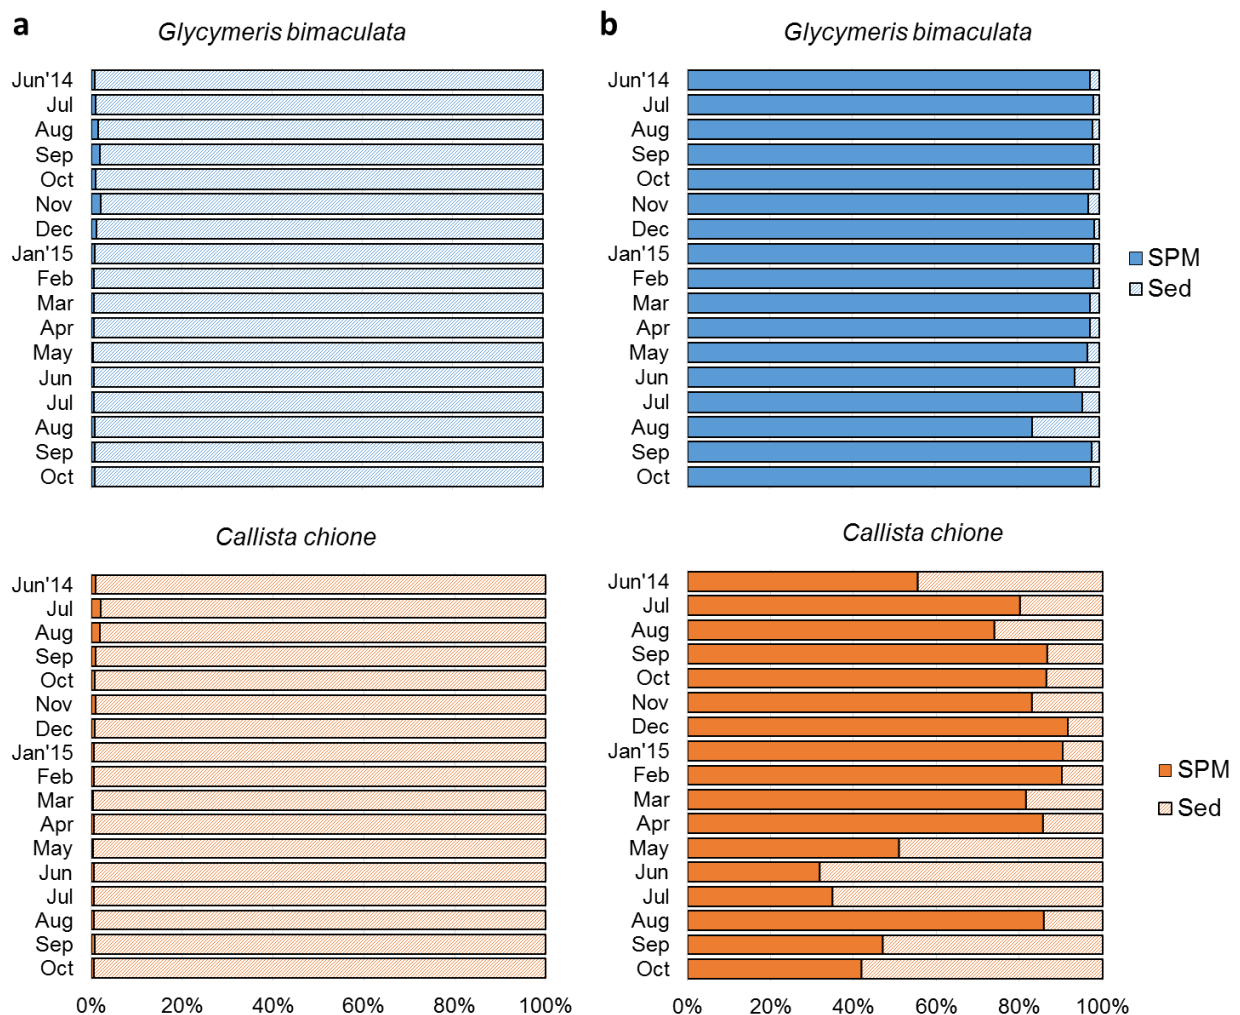 a
Glycymeris bimaculata
Jun'14
Jul
Aug
Sep
Oct
Nov
Dec
Jan'15
Feb
Mar
Apr
May
Jun
Jul
Aug
Sep
Oct
b
Glycymeris bimaculata
Jun'14
Jul
Aug
Sep
Oct
Nov
Dec
Jan'15
Feb
Mar
Apr
May
Jun
Jul
Aug
Sep
Oct
SPM
Sed
Callista chione
Jun'14
Jul
Aug
Sep
Oct
Nov
Dec
Jan'15
Feb
Mar
Apr
May
Jun
Jul
Aug
Sep
Oct
0% 20% 40% 60% 80% 100%
Callista chione
Jun'14
Jul
Aug
Sep
Oct
Nov
Dec
Jan'15
Feb
Mar
Apr
May
Jun
Jul
Aug
Sep
Oct
0% 20% 40% 60% 80% 100%
SPM
Sed